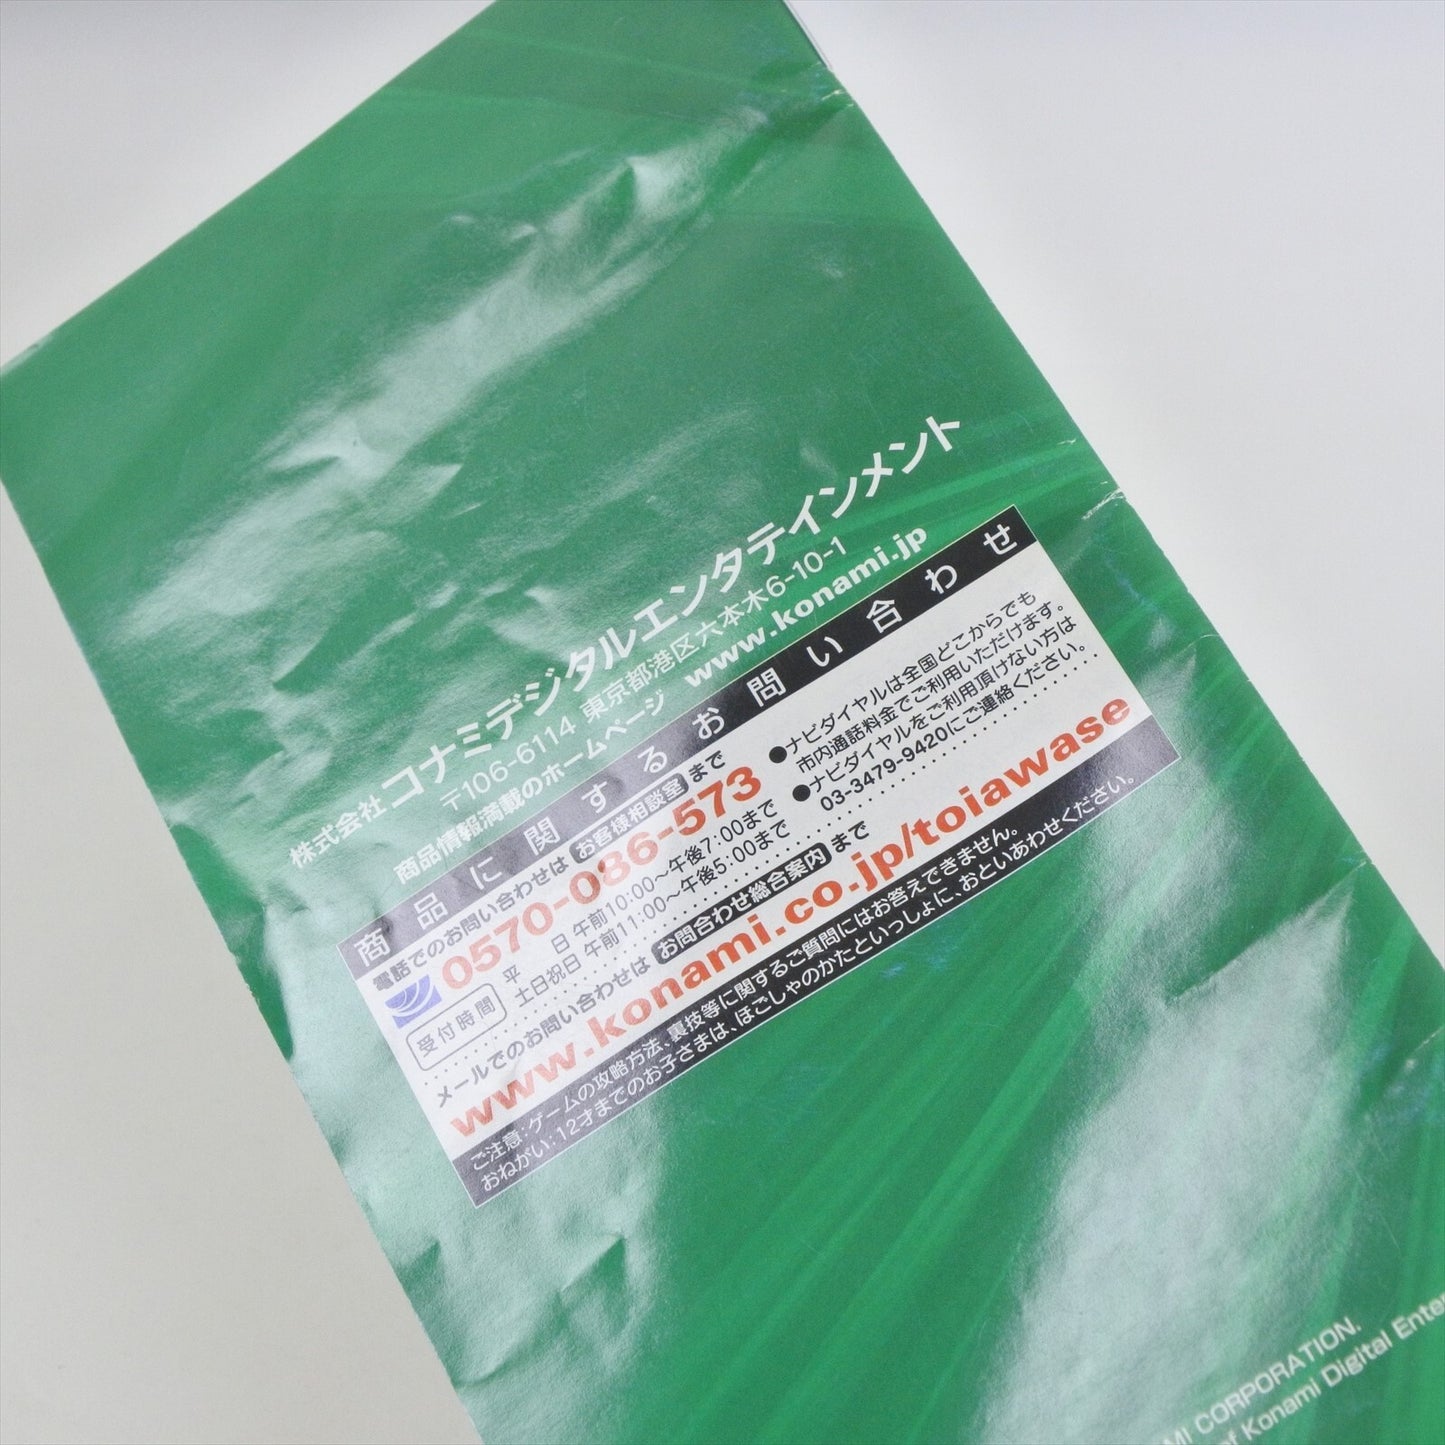 株式会社 コナミデジタルエンタテインメント
〒106-6114 東京都港区六本木6-10-1
商品情報満載のホームページ www.konami.jp
商品に関するお問い合わせ
電話でのお問い合わせは お客様相談室 まで
0570-086-573
受付時間
平　日 午前10:00〜午後7:00まで
土日祝日 午前11:00〜午後5:00まで
●ナビダイヤルは全国どこからでも
市内通話料金でご利用いただけます。
●ナビダイヤルをご利用頂けない方は
03-3479-9420にご連絡ください。
メールでのお問い合わせは お問合わせ総合案内 まで
www.konami.co.jp/toiawase
ご注意：ゲームの攻略方法、裏技等に関するご質問にはお答えできません。
おねがい：12才までのお子さまは、ほごしゃのかたといっしょに、おといあわせください。
MI CORPORATION.
of Konami Digital Enter